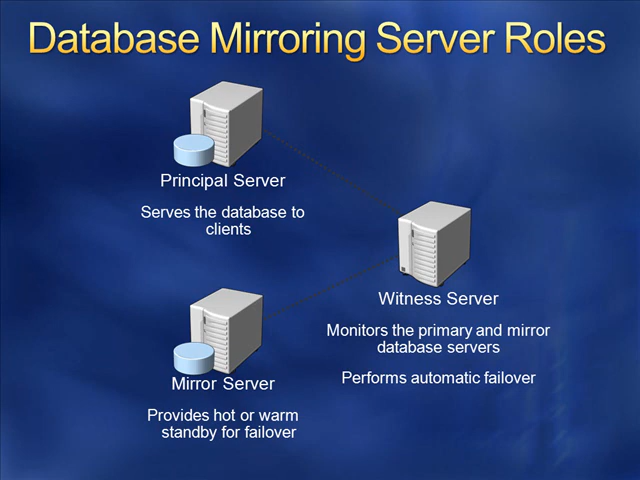 Database Mirroring Server Roles
Principal Server
Serves the database to
clients
Witness Server
Monitors the primary and mirror
database servers
Performs automatic failover
Mirror Server
Provides hot or warm
standby for failover